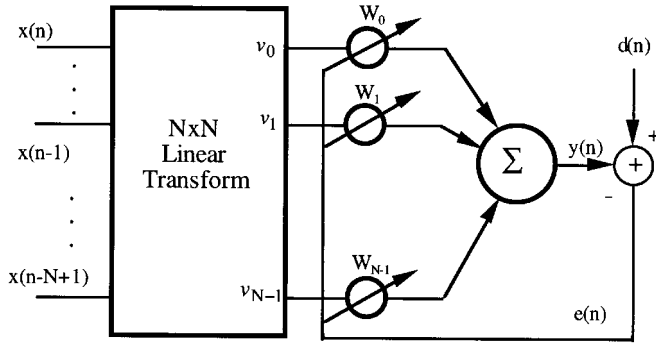 x(n)
x(n-1)
x(n-N+1)
NxN
Linear
Transform
v0
v1
vN-1
W0
W1
WN-1
Σ
y(n)
d(n)
+
+
-
e(n)